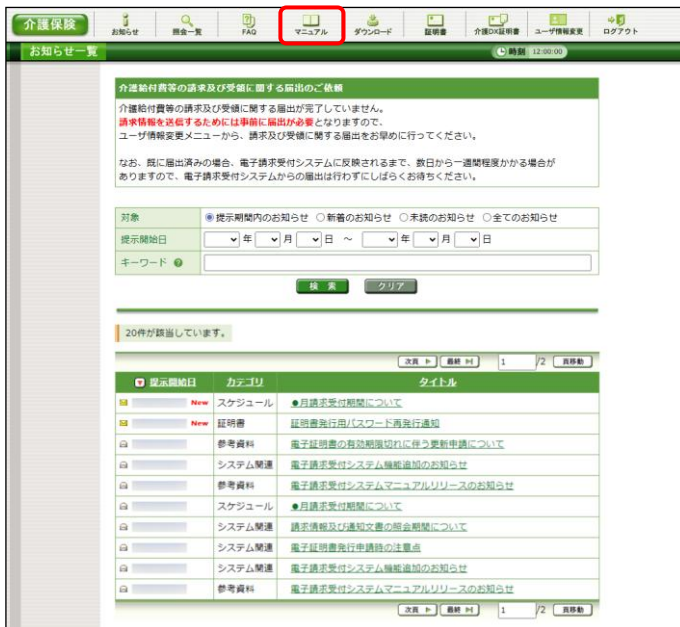 介護保険
お知らせ 照会一覧 FAQ マニュアル ダウンロード 証明書 介護DX証明書 ユーザ情報変更 ログアウト
お知らせ一覧
時刻 12:00:00
介護給付費等の請求及び受領に関する届出のご依頼
介護給付費等の請求及び受領に関する届出が完了していません。
請求情報を送信するためには事前に届出が必要となりますので、
ユーザ情報変更メニューから、請求及び受領に関する届出をお早めに行ってください。
なお、既に届出済みの場合、電子請求受付システムに反映されるまで、数日から一週間程度かかる場合が
ありますので、電子請求受付システムからの届出は行わずにしばらくお待ちください。
対象 提示期間内のお知らせ 新着のお知らせ 未読のお知らせ 全てのお知らせ
提示開始日 年 月 日 ~ 年 月 日
キーワード ?
検索 クリア
20件が該当しています。
次頁 最終 1 /2 頁移動
提示開始日 カテゴリ タイトル
New スケジュール ●月請求受付期間について
New 証明書 証明書発行用パスワード再発行通知
参考資料 電子証明書の有効期限切れに伴う更新申請について
システム関連 電子請求受付システム機能追加のお知らせ
参考資料 電子請求受付システムマニュアルリリースのお知らせ
スケジュール ●月請求受付期間について
システム関連 請求情報及び通知文書の照会期間について
システム関連 電子証明書発行申請時の注意点
システム関連 電子請求受付システム機能追加のお知らせ
参考資料 電子請求受付システムマニュアルリリースのお知らせ
次頁 最終 1 /2 頁移動